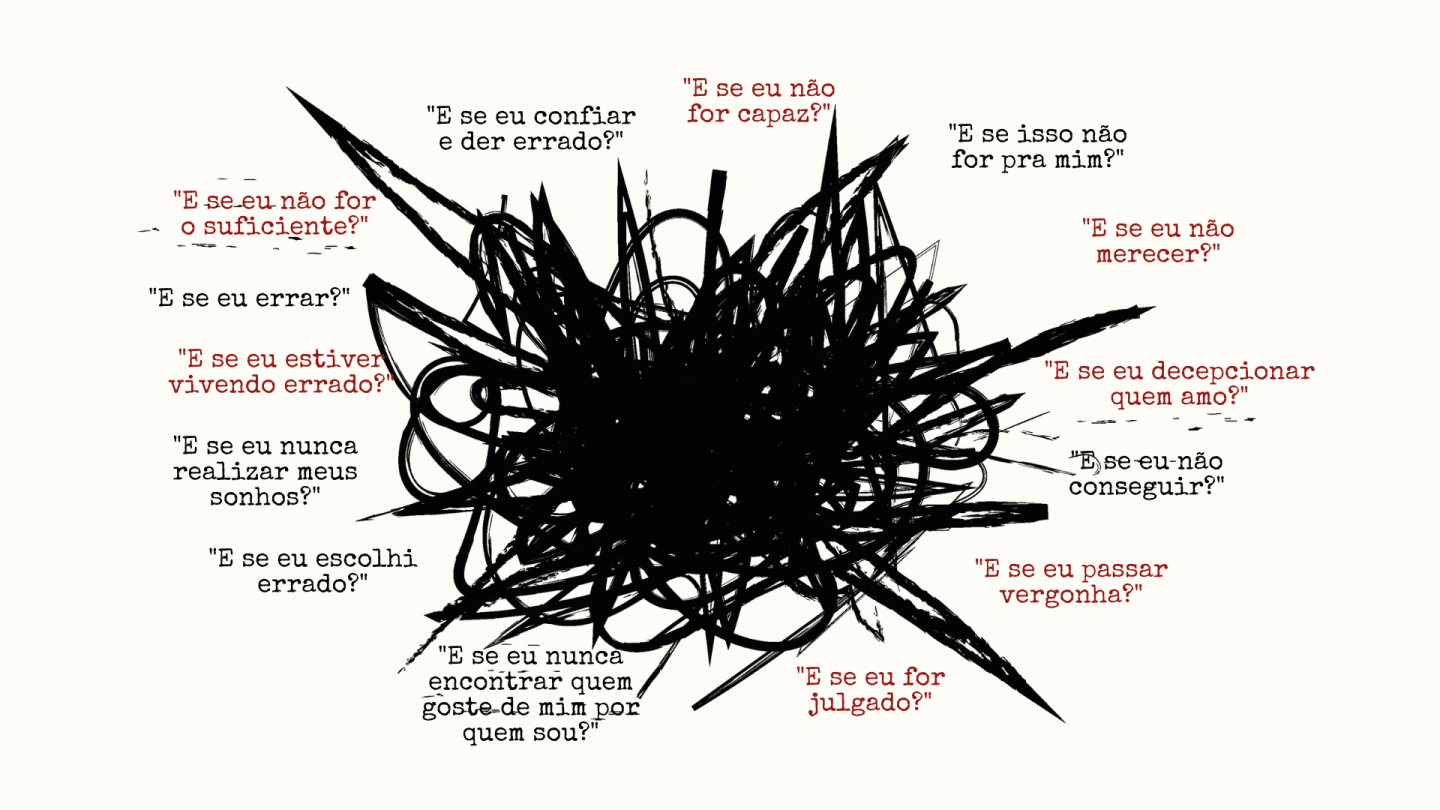 "E se eu não
for capaz?"
"E se eu confiar
e der errado?"
"E se isso não
for pra mim?"
"E se eu não for
o suficiente?"
"E se eu não
merecer?"
"E se eu errar?"
"E se eu estiver
vivendo errado?"
"E se eu decepcionar
quem amo?"
"E se eu nunca
realizar meus
sonhos?"
"E se eu não
conseguir?"
"E se eu escolhi
errado?"
"E se eu passar
vergonha?"
"E se eu nunca
encontrar quem
goste de mim por
quem sou?"
"E se eu for
julgado?"